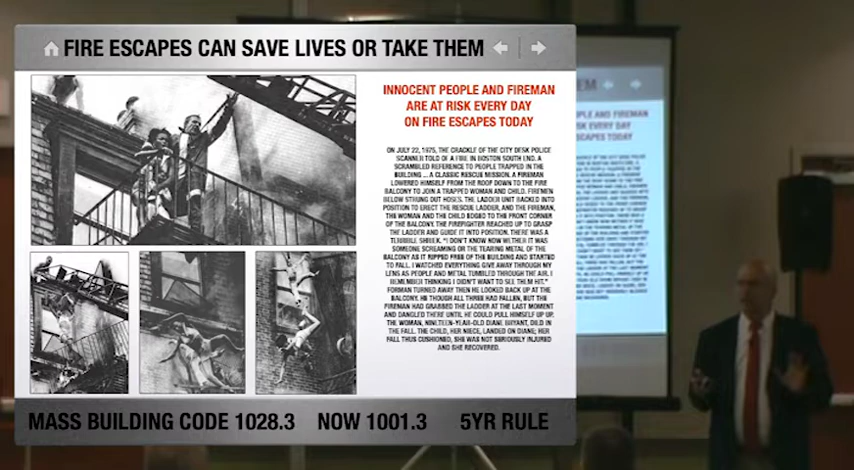 FIRE ESCAPES CAN SAVE LIVES OR TAKE THEM
INNOCENT PEOPLE AND FIREMAN
ARE AT RISK EVERY DAY
ON FIRE ESCAPES TODAY
ON JULY 22, 1975, THE CRACKLE OF THE CITY DESK POLICE
SCANNER TOLD OF A FIRE IN BOSTON SOUTH END. A
SCRAMBLED REFERENCE TO PEOPLE TRAPPED IN THE
BUILDING ... A CLASSIC RESCUE MISSION. A FIREMAN
LOWERED HIMSELF FROM THE ROOF DOWN TO THE FIRE
BALCONY TO JOIN A TRAPPED WOMAN AND CHILD. FIREMEN
BELOW STRUNG OUT HOSES. THE LADDER UNIT BACKED INTO
POSITION TO ERECT THE RESCUE LADDER, AND THE FIREMAN,
THE WOMAN AND THE CHILD EDGED TO THE FRONT CORNER
OF THE BALCONY. THE FIREFIGHTER REACHED UP TO GRASP
THE LADDER AND GUIDE IT INTO POSITION. THERE WAS A
TERRIBLE SHRIEK. "I DON'T KNOW NOW WETHER IT WAS
SOMEONE SCREAMING OR THE TEARING METAL OF THE
BALCONY AS IT RIPPED FREE OF THE BUILDING AND STARTED
TO FALL. I WATCHED EVERYTHING GIVE AWAY THROUGH MY
LENS AS PEOPLE AND METAL TUMBLED THROUGH THE AIR. I
REMEMBER THINKING I DIDN'T WANT TO SEE THEM HIT."
FORMAN TURNED AWAY THEN HE LOOKED BACK UP AT THE
BALCONY. HE THOUGH ALL THREE HAD FALLEN, BUT THE
FIREMAN HAD GRABBED THE LADDER AT THE LAST MOMENT
AND DANGLED THERE UNTIL HE COULD PULL HIMSELF UP UP.
THE WOMAN, NINETEEN-YEAR-OLD DIANE BRYANT, DIED IN
THE FALL. THE CHILD, HER NIECE, LANDED ON DIANE; HER
FALL THUS CUSHIONED, SHE WAS NOT SERIOUSLY INJURED
AND SHE RECOVERED.
MASS BUILDING CODE 1028.3 NOW 1001.3 5YR RULE